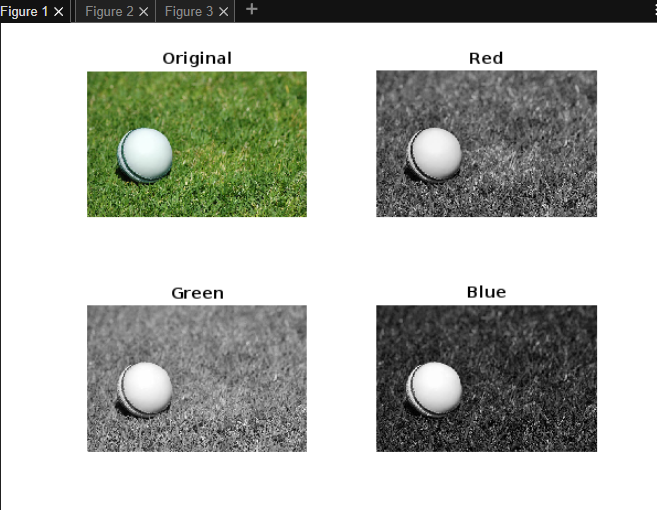 Figure 1 × Figure 2 × Figure 3 × +
Original
Red
Green
Blue